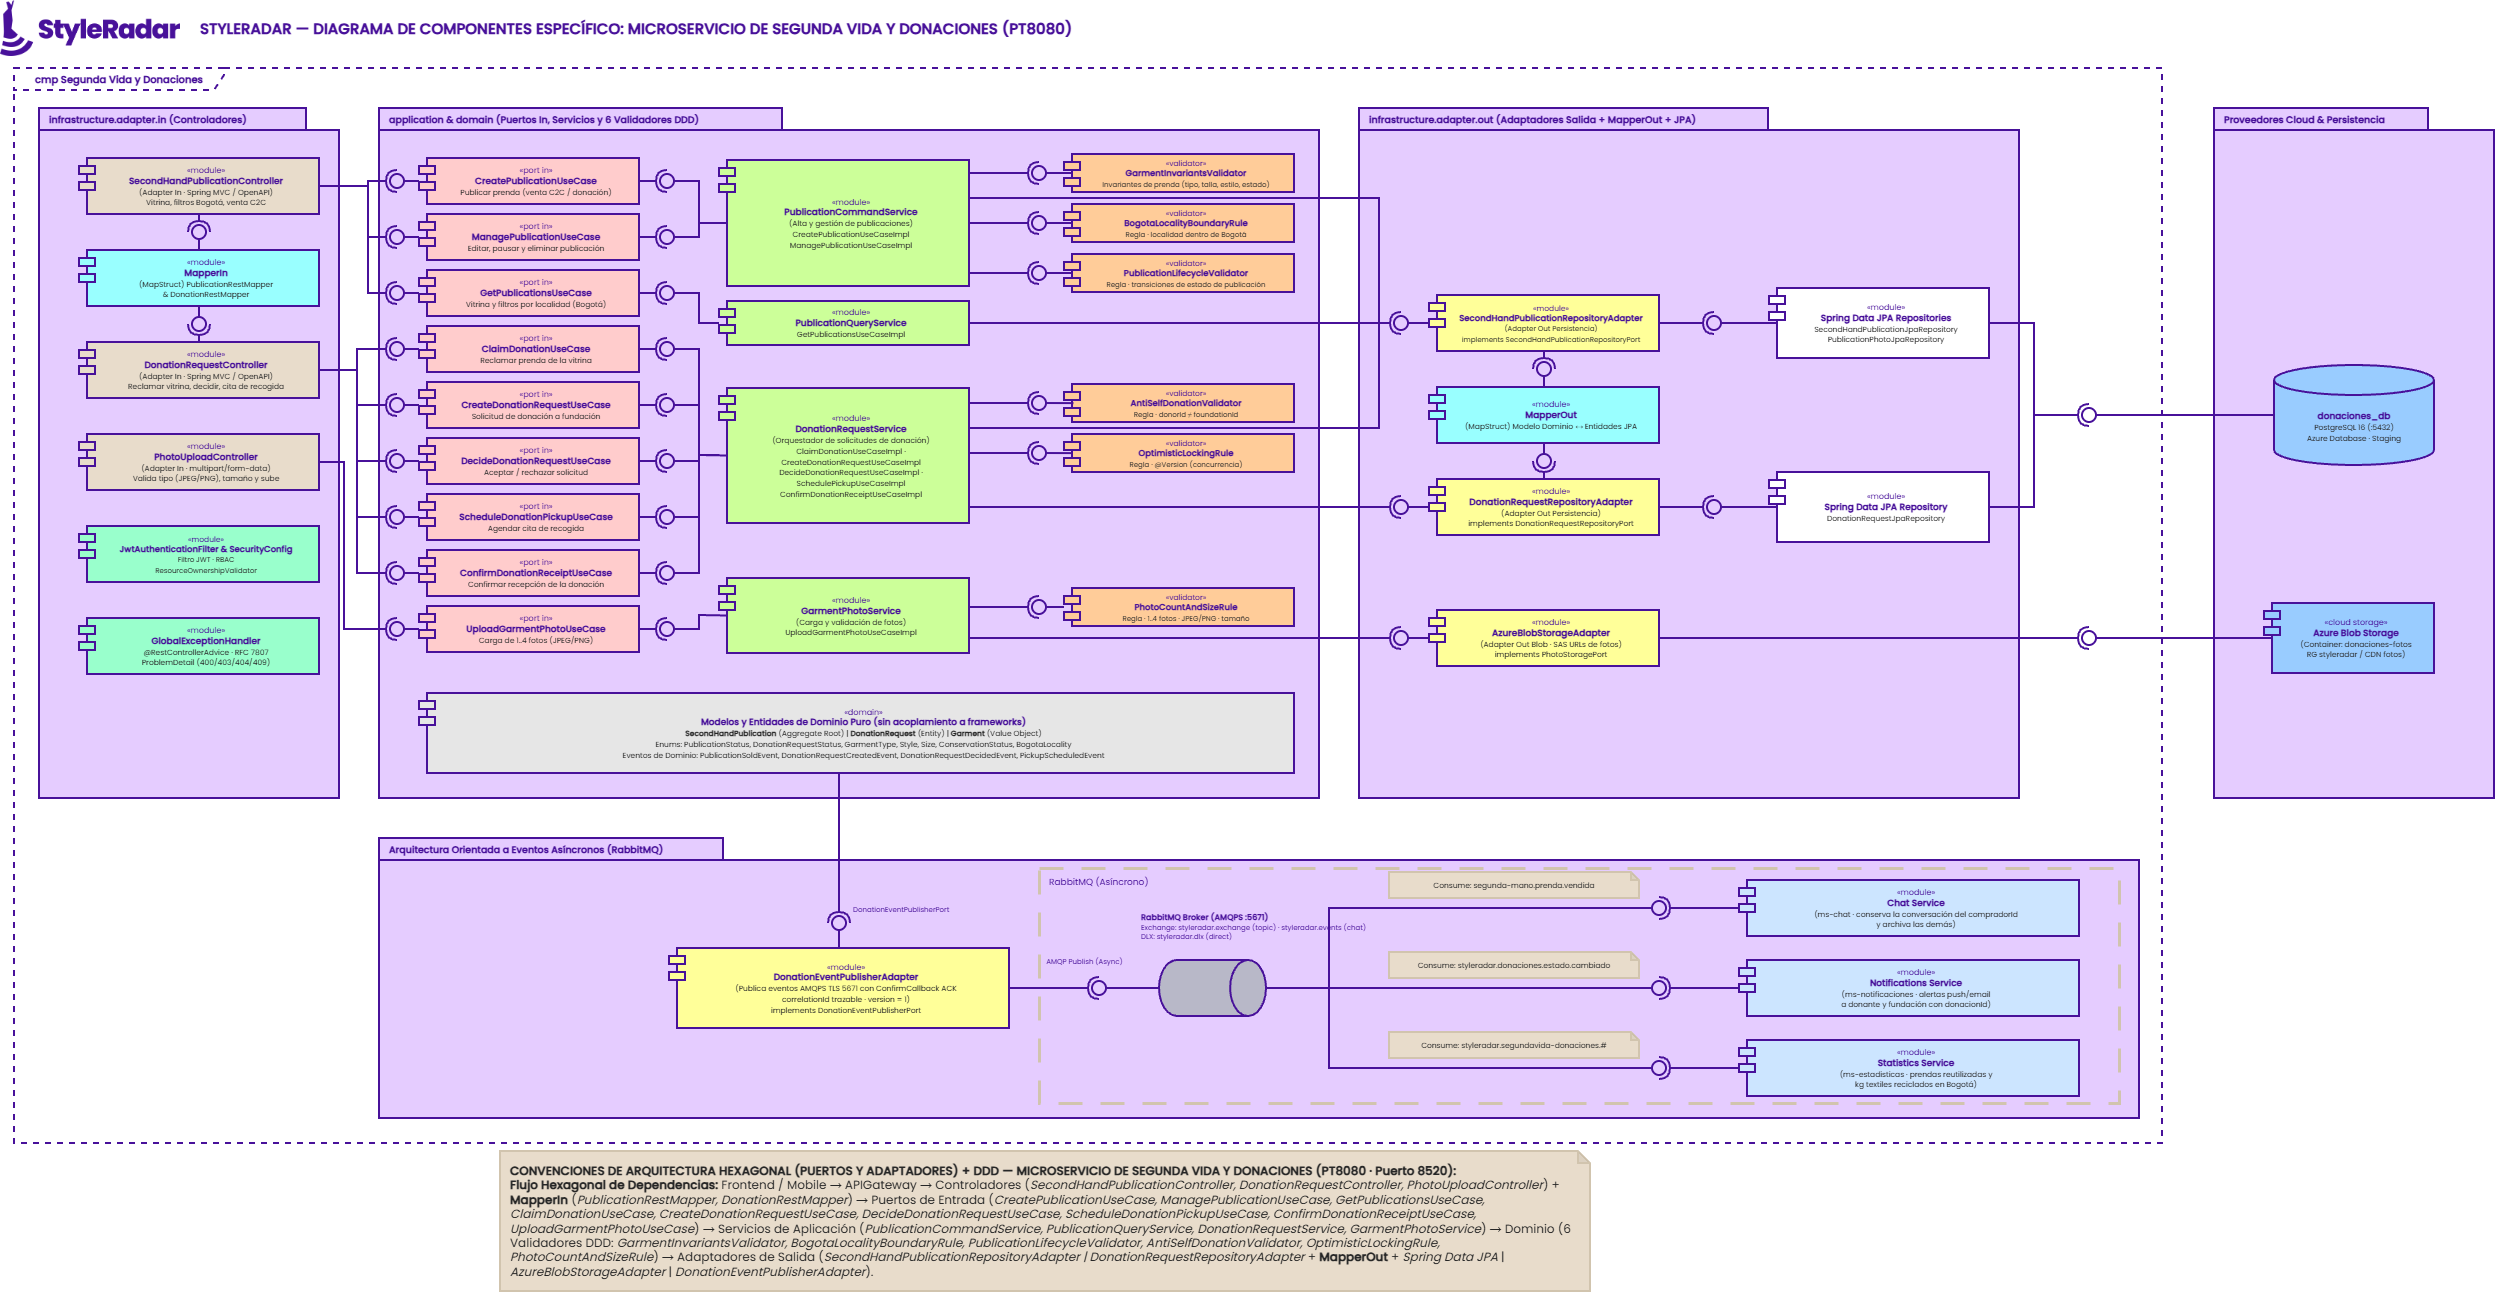 StyleRadar
STYLERADAR — DIAGRAMA DE COMPONENTES ESPECÍFICO: MICROSERVICIO DE SEGUNDA VIDA Y DONACIONES (PT8080)
cmp Segunda Vida y Donaciones
infrastructure.adapter.in (Controladores)
«module»
SecondHandPublicationController
(Adapter In · Spring MVC / OpenAPI)
Vitrina, filtros Bogotá, venta C2C
«module»
MapperIn
(MapStruct) PublicationRestMapper
& DonationRestMapper
«module»
DonationRequestController
(Adapter In · Spring MVC / OpenAPI)
Reclamar vitrina, decidir, cita de recogida
«module»
PhotoUploadController
(Adapter In · multipart/form-data)
Valida tipo (JPEG/PNG), tamaño y sube
«module»
JwtAuthenticationFilter & SecurityConfig
Filtro JWT · RBAC
ResourceOwnershipValidator
«module»
GlobalExceptionHandler
@RestControllerAdvice · RFC 7807
ProblemDetail (400/403/404/409)
application & domain (Puertos In, Servicios y 6 Validadores DDD)
«port in»
CreatePublicationUseCase
Publicar prenda (venta C2C / donación)
«port in»
ManagePublicationUseCase
Editar, pausar y eliminar publicación
«port in»
GetPublicationsUseCase
Vitrina y filtros por localidad (Bogotá)
«port in»
ClaimDonationUseCase
Reclamar prenda de la vitrina
«port in»
CreateDonationRequestUseCase
Solicitud de donación a fundación
«port in»
DecideDonationRequestUseCase
Aceptar / rechazar solicitud
«port in»
ScheduleDonationPickupUseCase
Agendar cita de recogida
«port in»
ConfirmDonationReceiptUseCase
Confirmar recepción de la donación
«port in»
UploadGarmentPhotoUseCase
Carga de 1..4 fotos (JPEG/PNG)
«module»
PublicationCommandService
(Alta y gestión de publicaciones)
CreatePublicationUseCaseImpl
ManagePublicationUseCaseImpl
«module»
PublicationQueryService
GetPublicationsUseCaseImpl
«module»
DonationRequestService
(Orquestador de solicitudes de donación)
ClaimDonationUseCaseImpl ·
CreateDonationRequestUseCaseImpl
DecideDonationRequestUseCaseImpl ·
SchedulePickupUseCaseImpl
ConfirmDonationReceiptUseCaseImpl
«module»
GarmentPhotoService
(Carga y validación de fotos)
UploadGarmentPhotoUseCaseImpl
«validator»
GarmentInvariantsValidator
Invariantes de prenda (tipo, talla, estilo, estado)
«validator»
BogotaLocalityBoundaryRule
Regla · localidad dentro de Bogotá
«validator»
PublicationLifecycleValidator
Regla · transiciones de estado de publicación
«validator»
AntiSelfDonationValidator
Regla · donorId ≠ foundationId
«validator»
OptimisticLockingRule
Regla · @Version (concurrencia)
«validator»
PhotoCountAndSizeRule
Regla · 1..4 fotos · JPEG/PNG · tamaño
«domain»
Modelos y Entidades de Dominio Puro (sin acoplamiento a frameworks)
SecondHandPublication (Aggregate Root) | DonationRequest (Entity) | Garment (Value Object)
Enums: PublicationStatus, DonationRequestStatus, GarmentType, Style, Size, ConservationStatus, BogotaLocality
Eventos de Dominio: PublicationSoldEvent, DonationRequestCreatedEvent, DonationRequestDecidedEvent, PickupScheduledEvent
infrastructure.adapter.out (Adaptadores Salida + MapperOut + JPA)
«module»
SecondHandPublicationRepositoryAdapter
(Adapter Out Persistencia)
implements SecondHandPublicationRepositoryPort
«module»
MapperOut
(MapStruct) Modelo Dominio ↔ Entidades JPA
«module»
DonationRequestRepositoryAdapter
(Adapter Out Persistencia)
implements DonationRequestRepositoryPort
«module»
AzureBlobStorageAdapter
(Adapter Out Blob · SAS URLs de fotos)
implements PhotoStoragePort
«module»
Spring Data JPA Repositories
SecondHandPublicationJpaRepository
PublicationPhotoJpaRepository
«module»
Spring Data JPA Repository
DonationRequestJpaRepository
Proveedores Cloud & Persistencia
donaciones_db
PostgreSQL 16 (:5432)
Azure Database · Staging
«cloud storage»
Azure Blob Storage
(Container: donaciones-fotos
RG styleradar / CDN fotos)
Arquitectura Orientada a Eventos Asíncronos (RabbitMQ)
DonationEventPublisherPort
«module»
DonationEventPublisherAdapter
(Publica eventos AMQPS TLS 5671 con ConfirmCallback ACK
correlationId trazable · version = 1)
implements DonationEventPublisherPort
RabbitMQ (Asíncrono)
AMQP Publish (Async)
RabbitMQ Broker (AMQPS :5671)
Exchange: styleradar.exchange (topic) · styleradar.events (chat)
DLX: styleradar.dlx (direct)
Consume: segunda-mano.prenda.vendida
Consume: styleradar.donaciones.estado.cambiado
Consume: styleradar.segundavida-donaciones.#
«module»
Chat Service
(ms-chat · conserva la conversación del compradorId
y archiva las demás)
«module»
Notifications Service
(ms-notificaciones · alertas push/email
a donante y fundación con donacionId)
«module»
Statistics Service
(ms-estadisticas · prendas reutilizadas y
kg textiles reciclados en Bogotá)
CONVENCIONES DE ARQUITECTURA HEXAGONAL (PUERTOS Y ADAPTADORES) + DDD — MICROSERVICIO DE SEGUNDA VIDA Y DONACIONES (PT8080 · Puerto 8520):
Flujo Hexagonal de Dependencias: Frontend / Mobile → APIGateway → Controladores (SecondHandPublicationController, DonationRequestController, PhotoUploadController) +
MapperIn (PublicationRestMapper, DonationRestMapper) → Puertos de Entrada (CreatePublicationUseCase, ManagePublicationUseCase, GetPublicationsUseCase,
ClaimDonationUseCase, CreateDonationRequestUseCase, DecideDonationRequestUseCase, ScheduleDonationPickupUseCase, ConfirmDonationReceiptUseCase,
UploadGarmentPhotoUseCase) → Servicios de Aplicación (PublicationCommandService, PublicationQueryService, DonationRequestService, GarmentPhotoService) → Dominio (6
Validadores DDD: GarmentInvariantsValidator, BogotaLocalityBoundaryRule, PublicationLifecycleValidator, AntiSelfDonationValidator, OptimisticLockingRule,
PhotoCountAndSizeRule) → Adaptadores de Salida (SecondHandPublicationRepositoryAdapter / DonationRequestRepositoryAdapter + MapperOut + Spring Data JPA |
AzureBlobStorageAdapter | DonationEventPublisherAdapter).